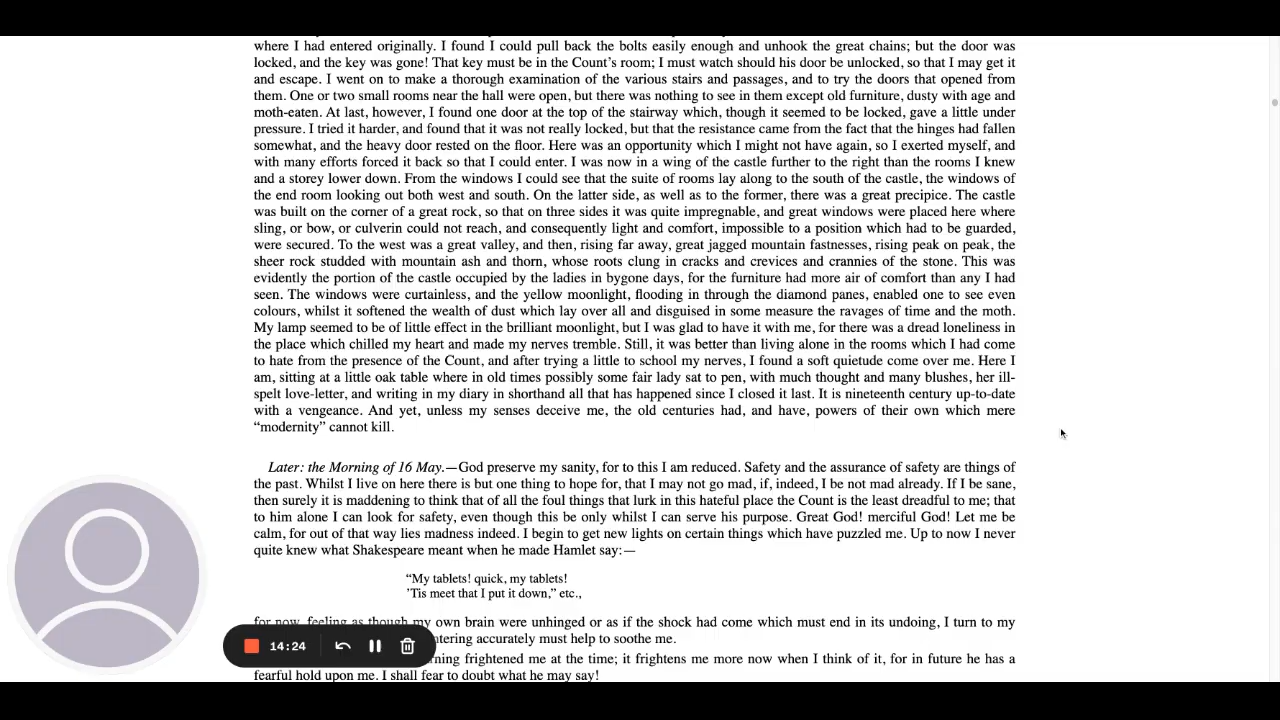 where I had entered originally. I found I could pull back the bolts easily enough and unhook the great chains; but the door was
locked, and the key was gone! That key must be in the Count’s room; I must watch should his door be unlocked, so that I may get it
and escape. I went on to make a thorough examination of the various stairs and passages, and to try the doors that opened from
them. One or two small rooms near the hall were open, but there was nothing to see in them except old furniture, dusty with age and
moth-eaten. At last, however, I found one door at the top of the stairway which, though it seemed to be locked, gave a little under
pressure. I tried it harder, and found that it was not really locked, but that the resistance came from the fact that the hinges had fallen
somewhat, and the heavy door rested on the floor. Here was an opportunity which I might not have again, so I exerted myself, and
with many efforts forced it back so that I could enter. I was now in a wing of the castle further to the right than the rooms I knew
and a storey lower down. From the windows I could see that the suite of rooms lay along to the south of the castle, the windows of
the end room looking out both west and south. On the latter side, as well as to the former, there was a great precipice. The castle
was built on the corner of a great rock, so that on three sides it was quite impregnable, and great windows were placed here where
sling, or bow, or culverin could not reach, and consequently light and comfort, impossible to a position which had to be guarded,
were secured. To the west was a great valley, and then, rising far away, great jagged mountain fastnesses, rising peak on peak, the
sheer rock studded with mountain ash and thorn, whose roots clung in cracks and crevices and crannies of the stone. This was
evidently the portion of the castle occupied by the ladies in bygone days, for the furniture had more air of comfort than any I had
seen. The windows were curtainless, and the yellow moonlight, flooding in through the diamond panes, enabled one to see even
colours, whilst it softened the wealth of dust which lay over all and disguised in some measure the ravages of time and the moth.
My lamp seemed to be of little effect in the brilliant moonlight, but I was glad to have it with me, for there was a dread loneliness in
the place which chilled my heart and made my nerves tremble. Still, it was better than living alone in the rooms which I had come
to hate from the presence of the Count, and after trying a little to school my nerves, I found a soft quietude come over me. Here I
am, sitting at a little oak table where in old times possibly some fair lady sat to pen, with much thought and many blushes, her ill-
spelt love-letter, and writing in my diary in shorthand all that has happened since I closed it last. It is nineteenth century up-to-date
with a vengeance. And yet, unless my senses deceive me, the old centuries had, and have, powers of their own which mere
“modernity” cannot kill.
Later: the Morning of 16 May.—God preserve my sanity, for to this I am reduced. Safety and the assurance of safety are things of
the past. Whilst I live on here there is but one thing to hope for, that I may not go mad, if, indeed, I be not mad already. If I be sane,
then surely it is maddening to think that of all the foul things that lurk in this hateful place the Count is the least dreadful to me; that
to him alone I can look for safety, even though this be only whilst I can serve his purpose. Great God! merciful God! Let me be
calm, for out of that way lies madness indeed. I begin to get new lights on certain things which have puzzled me. Up to now I never
quite knew what Shakespeare meant when he made Hamlet say:—
“My tablets! quick, my tablets!
’Tis meet that I put it down,” etc.,
for now, feeling as though my own brain were unhinged or as if the shock had come which must end in its undoing, I turn to my
ntering accurately must help to soothe me.
rning frightened me at the time; it frightens me more now when I think of it, for in future he has a
fearful hold upon me. I shall fear to doubt what he may say!
14:24